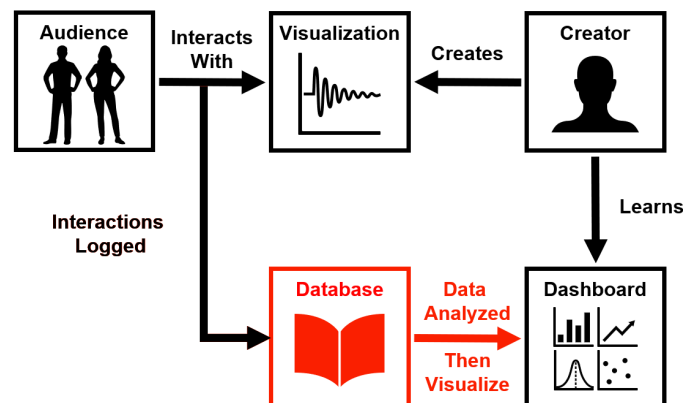 Audience
Interacts
With
Visualization
Creates
Creator
Interactions
Logged
Learns
Database
Data
Analyzed
Then
Visualize
Dashboard